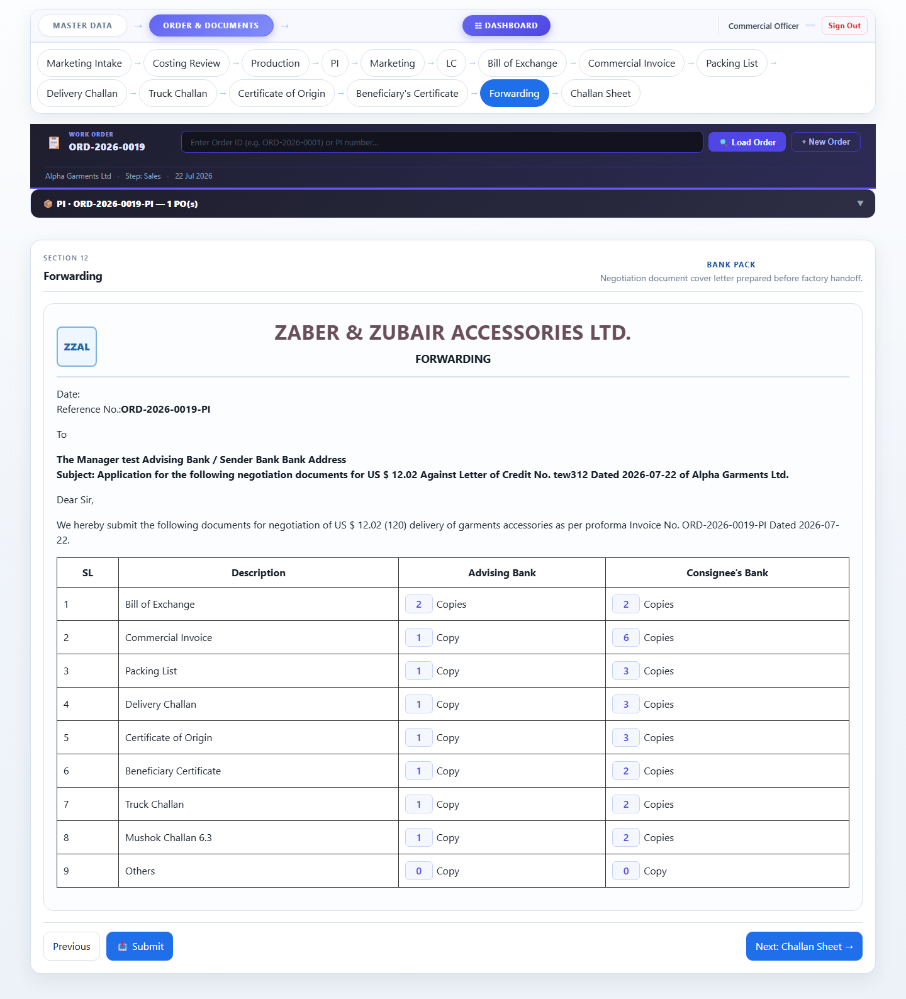 MASTER DATA → ORDER & DOCUMENTS → DASHBOARD Commercial Officer Sign Out
Marketing Intake → Costing Review → Production → PI → Marketing → LC → Bill of Exchange → Commercial Invoice → Packing List →
Delivery Challan → Truck Challan → Certificate of Origin → Beneficiary's Certificate → Forwarding → Challan Sheet
WORK ORDER
ORD-2026-0019
Enter Order ID (e.g. ORD-2026-0001) or PI number...
Load Order
+ New Order
Alpha Garments Ltd · Step: Sales · 22 Jul 2026
PI · ORD-2026-0019-PI — 1 PO(s) ▼
SECTION 12
Forwarding
BANK PACK
Negotiation document cover letter prepared before factory handoff.
ZZAL
ZABER & ZUBAIR ACCESSORIES LTD.
FORWARDING
Date:
Reference No.:ORD-2026-0019-PI
To
The Manager test Advising Bank / Sender Bank Bank Address
Subject: Application for the following negotiation documents for US $ 12.02 Against Letter of Credit No. tew312 Dated 2026-07-22 of Alpha Garments Ltd.
Dear Sir,
We hereby submit the following documents for negotiation of US $ 12.02 (120) delivery of garments accessories as per proforma Invoice No. ORD-2026-0019-PI Dated 2026-07-
22.
SL Description Advising Bank Consignee's Bank
1 Bill of Exchange 2 Copies 2 Copies
2 Commercial Invoice 1 Copy 6 Copies
3 Packing List 1 Copy 3 Copies
4 Delivery Challan 1 Copy 3 Copies
5 Certificate of Origin 1 Copy 3 Copies
6 Beneficiary Certificate 1 Copy 2 Copies
7 Truck Challan 1 Copy 2 Copies
8 Mushok Challan 6.3 1 Copy 2 Copies
9 Others 0 Copy 0 Copy
Previous Submit Next: Challan Sheet →